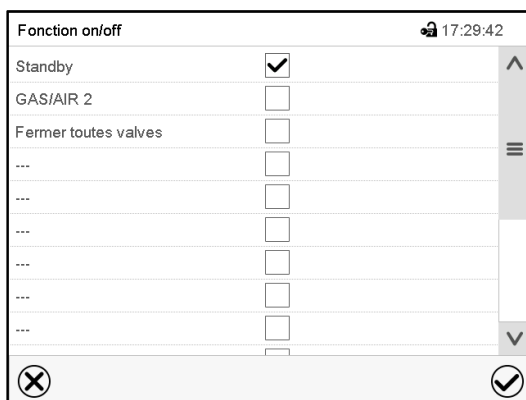 Fonction on/off 17:29:42
Standby
GAS/AIR 2
Fermer toutes valves
---
---
---
---
---
---